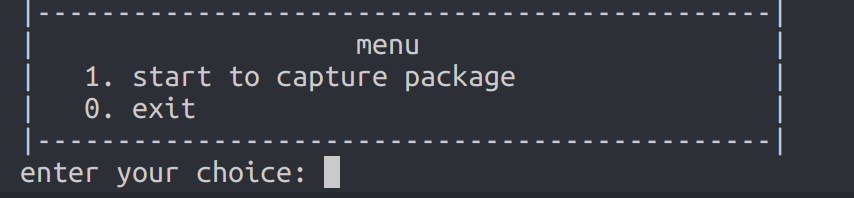 |----------------------------------------------|
| menu |
| 1. start to capture package |
| 0. exit |
|----------------------------------------------|
enter your choice: